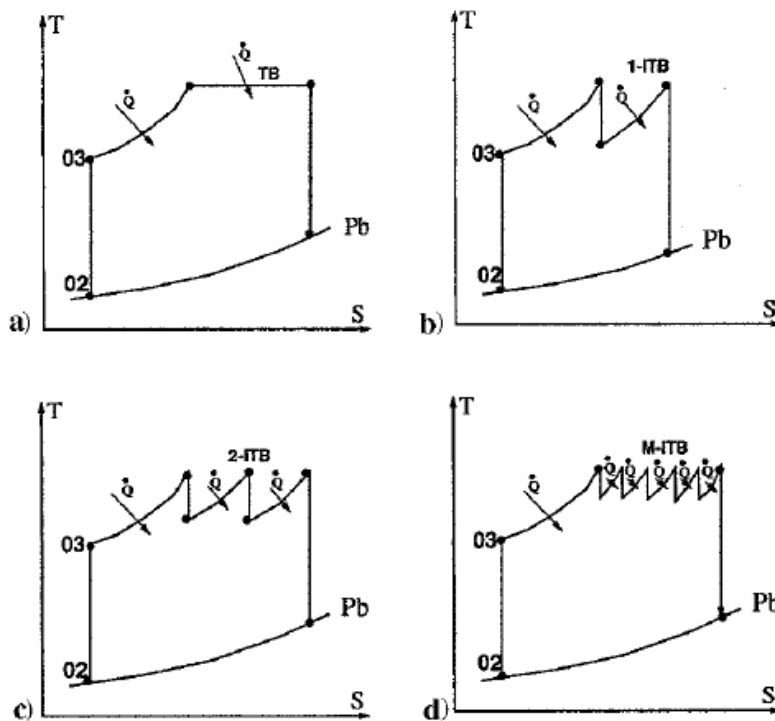 T
Q̇
TB
Q̇
03
02
Pb
S
a)
T
1-ITB
Q̇
Q̇
03
02
Pb
S
b)
T
2-ITB
Q̇
Q̇
Q̇
03
02
Pb
S
c)
T
M-ITB
Q̇
Q̇ Q̇ Q̇ Q̇ Q̇
03
02
Pb
S
d)